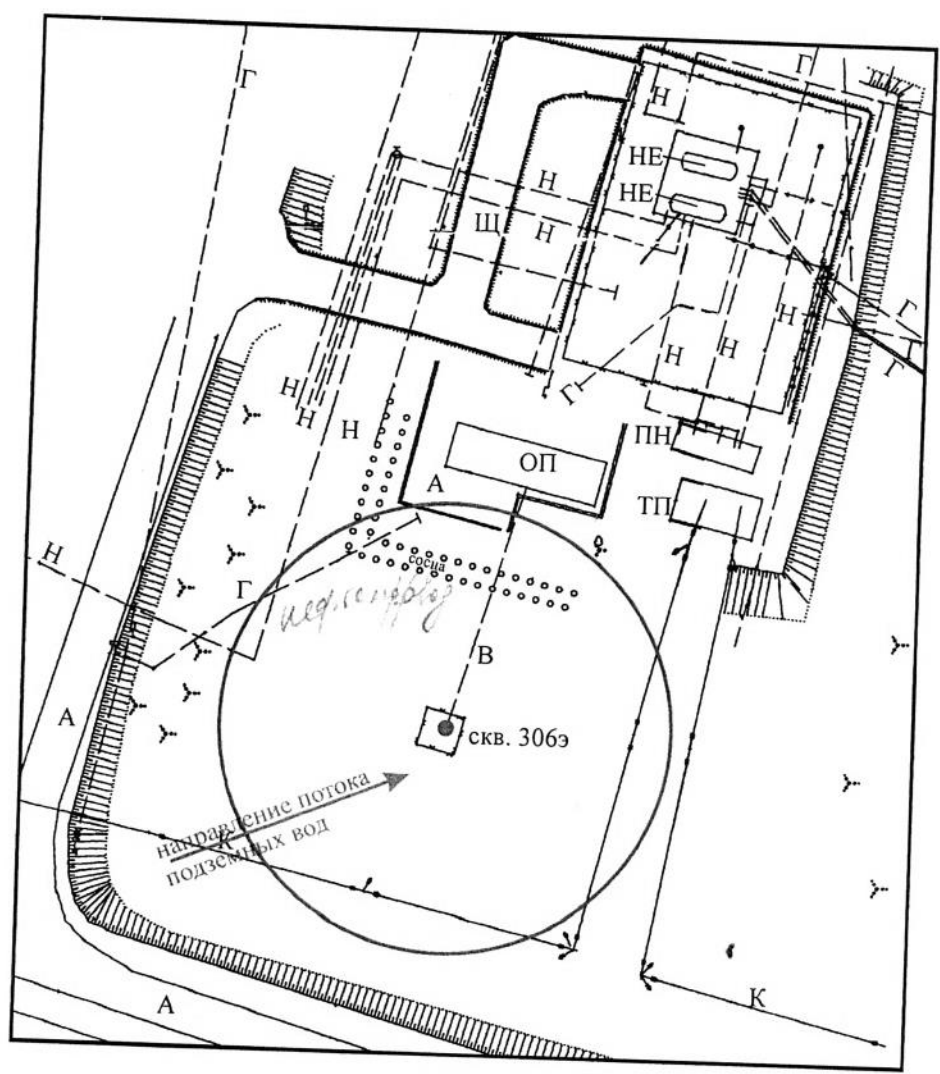 Г
Г
Н
НЕ
Н
НЕ
Щ
Н
Г
Н
Н
Н
Г
Г
Г
Н
Н
Н
ПН
ОП
А
ТП
Н
сосна
Г
нефтепровод
В
А
скв. 306э
направление потока
К
подземных вод
А
К